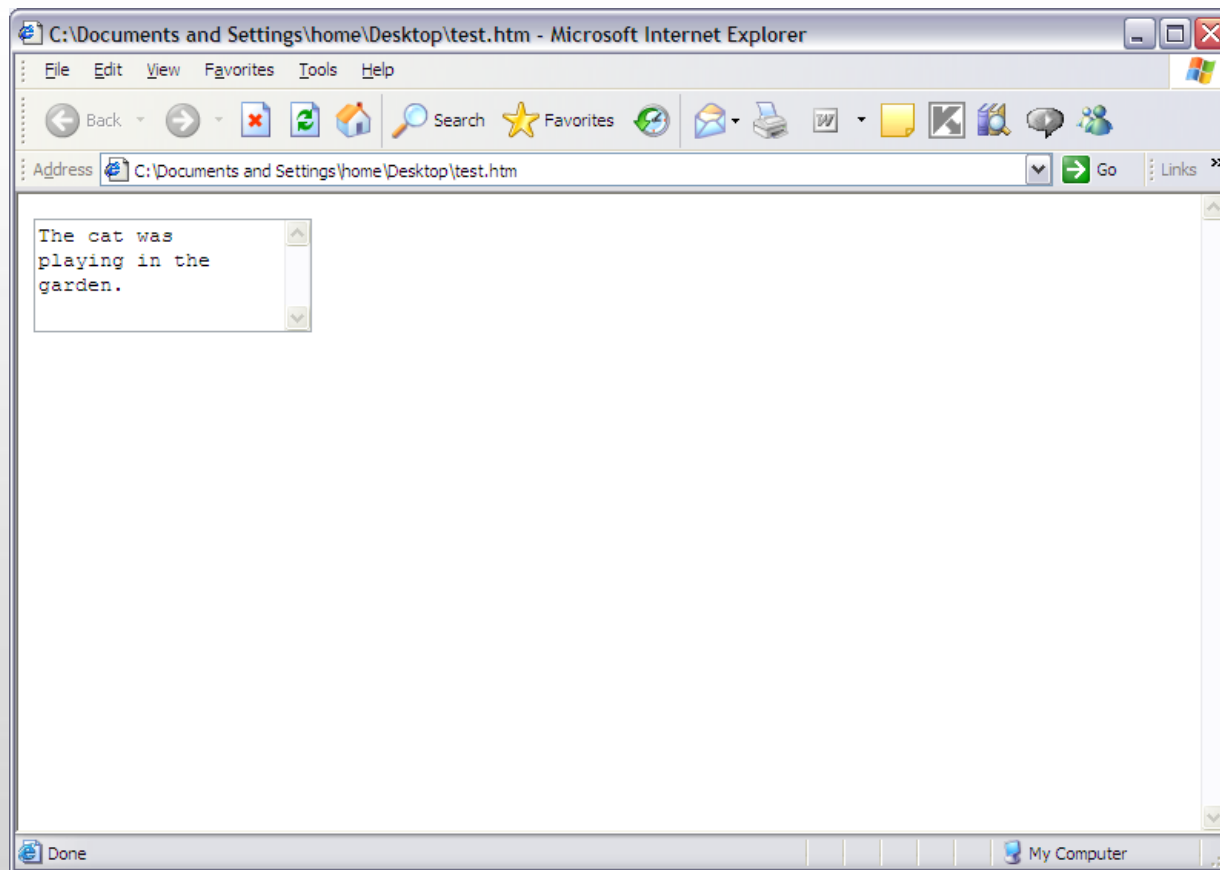 C:\Documents and Settings\home\Desktop\test.htm - Microsoft Internet Explorer
File Edit View Favorites Tools Help
Back Search Favorites W K
Address C:\Documents and Settings\home\Desktop\test.htm Go Links »
The cat was
playing in the
garden.
Done My Computer